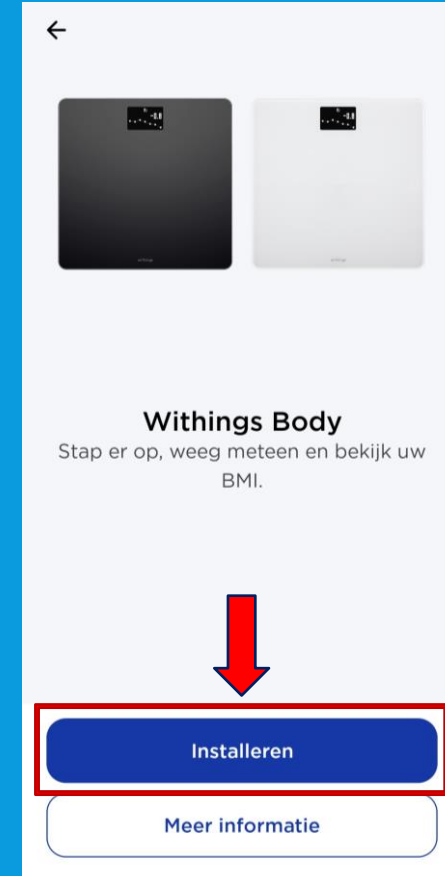 Withings Body
Stap er op, weeg meteen en bekijk uw
BMI.
Installeren
Meer informatie